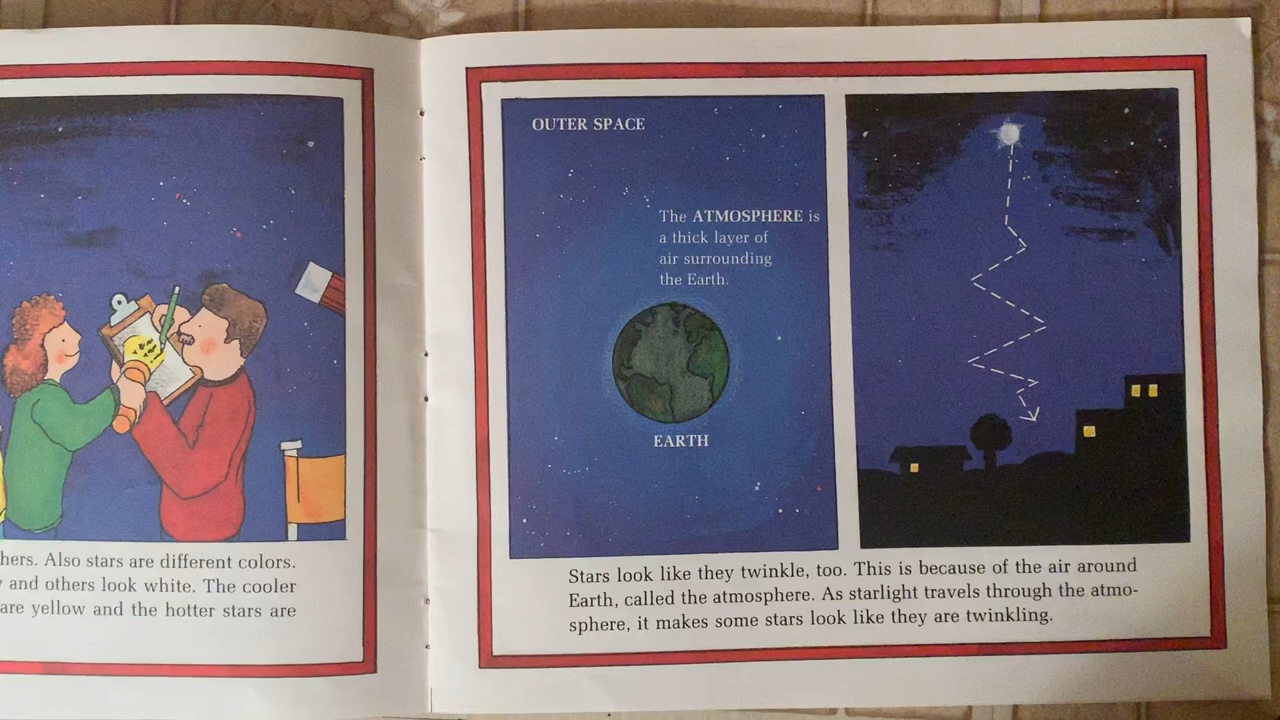 hers. Also stars are different colors.
and others look white. The cooler
are yellow and the hotter stars are
OUTER SPACE
The ATMOSPHERE is
a thick layer of
air surrounding
the Earth.
EARTH
Stars look like they twinkle, too. This is because of the air around
Earth, called the atmosphere. As starlight travels through the atmo-
sphere, it makes some stars look like they are twinkling.